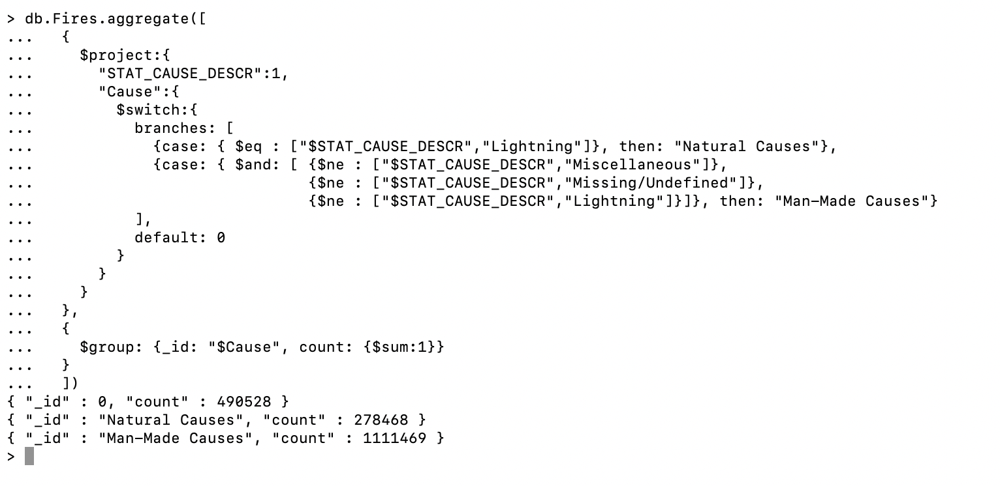 > db.Fires.aggregate([
...   {
...     $project:{
...       "STAT_CAUSE_DESCR":1,
...       "Cause":{
...         $switch:{
...           branches: [
...             {case: { $eq : ["$STAT_CAUSE_DESCR","Lightning"]}, then: "Natural Causes"},
...             {case: { $and: [ {$ne : ["$STAT_CAUSE_DESCR","Miscellaneous"]},
...                              {$ne : ["$STAT_CAUSE_DESCR","Missing/Undefined"]},
...                              {$ne : ["$STAT_CAUSE_DESCR","Lightning"]}]}, then: "Man-Made Causes"}
...           ],
...           default: 0
...         }
...       }
...     }
...   },
...   {
...     $group: {_id: "$Cause", count: {$sum:1}}
...   }
...   ])
{ "_id" : 0, "count" : 490528 }
{ "_id" : "Natural Causes", "count" : 278468 }
{ "_id" : "Man-Made Causes", "count" : 1111469 }
>